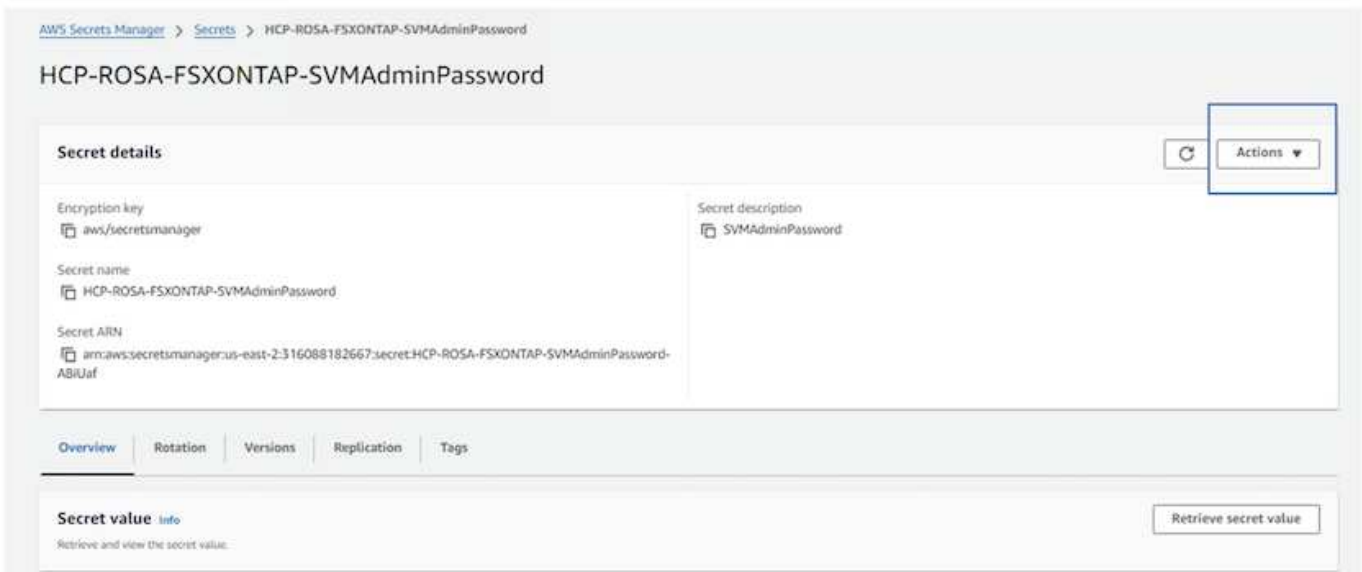 AWS Secrets Manager > Secrets > HCP-ROSA-FSXONTAP-SVMAdminPassword
HCP-ROSA-FSXONTAP-SVMAdminPassword
Secret details
Actions ▼
Encryption key
aws/secretsmanager
Secret description
SVMAdminPassword
Secret name
HCP-ROSA-FSXONTAP-SVMAdminPassword
Secret ARN
arn:aws:secretsmanager:us-east-2:316088182667:secret:HCP-ROSA-FSXONTAP-SVMAdminPassword-
ABiUaf
Overview | Rotation | Versions | Replication | Tags
Secret value Info
Retrieve secret value
Retrieve and view the secret value.